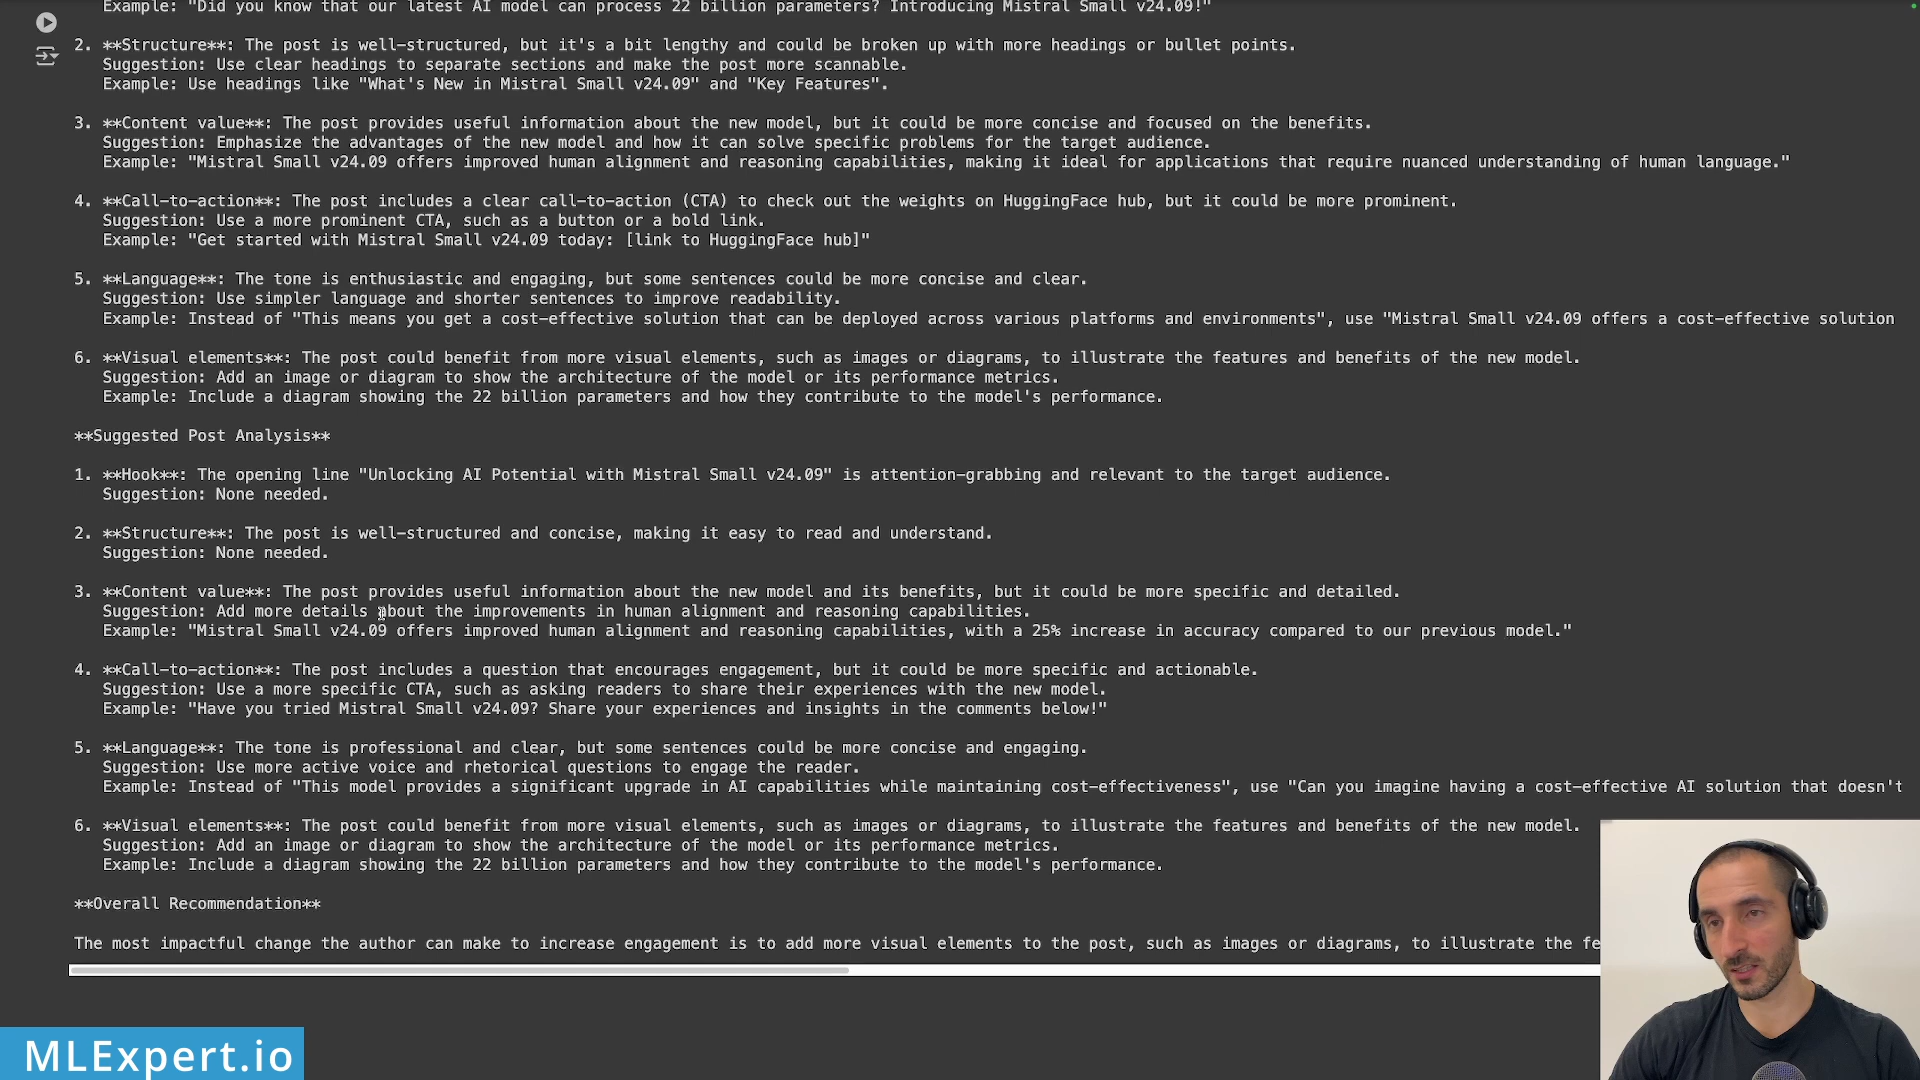 Example: "Did you know that our latest AI model can process 22 billion parameters? Introducing Mistral Small v24.09!"
2. **Structure**: The post is well-structured, but it's a bit lengthy and could be broken up with more headings or bullet points.
Suggestion: Use clear headings to separate sections and make the post more scannable.
Example: Use headings like "What's New in Mistral Small v24.09" and "Key Features".
3. **Content value**: The post provides useful information about the new model, but it could be more concise and focused on the benefits.
Suggestion: Emphasize the advantages of the new model and how it can solve specific problems for the target audience.
Example: "Mistral Small v24.09 offers improved human alignment and reasoning capabilities, making it ideal for applications that require nuanced understanding of human language."
4. **Call-to-action**: The post includes a clear call-to-action (CTA) to check out the weights on HuggingFace hub, but it could be more prominent.
Suggestion: Use a more prominent CTA, such as a button or a bold link.
Example: "Get started with Mistral Small v24.09 today: [link to HuggingFace hub]"
5. **Language**: The tone is enthusiastic and engaging, but some sentences could be more concise and clear.
Suggestion: Use simpler language and shorter sentences to improve readability.
Example: Instead of "This means you get a cost-effective solution that can be deployed across various platforms and environments", use "Mistral Small v24.09 offers a cost-effective solution
6. **Visual elements**: The post could benefit from more visual elements, such as images or diagrams, to illustrate the features and benefits of the new model.
Suggestion: Add an image or diagram to show the architecture of the model or its performance metrics.
Example: Include a diagram showing the 22 billion parameters and how they contribute to the model's performance.
**Suggested Post Analysis**
1. **Hook**: The opening line "Unlocking AI Potential with Mistral Small v24.09" is attention-grabbing and relevant to the target audience.
Suggestion: None needed.
2. **Structure**: The post is well-structured and concise, making it easy to read and understand.
Suggestion: None needed.
3. **Content value**: The post provides useful information about the new model and its benefits, but it could be more specific and detailed.
Suggestion: Add more details about the improvements in human alignment and reasoning capabilities.
Example: "Mistral Small v24.09 offers improved human alignment and reasoning capabilities, with a 25% increase in accuracy compared to our previous model."
4. **Call-to-action**: The post includes a question that encourages engagement, but it could be more specific and actionable.
Suggestion: Use a more specific CTA, such as asking readers to share their experiences with the new model.
Example: "Have you tried Mistral Small v24.09? Share your experiences and insights in the comments below!"
5. **Language**: The tone is professional and clear, but some sentences could be more concise and engaging.
Suggestion: Use more active voice and rhetorical questions to engage the reader.
Example: Instead of "This model provides a significant upgrade in AI capabilities while maintaining cost-effectiveness", use "Can you imagine having a cost-effective AI solution that doesn't
6. **Visual elements**: The post could benefit from more visual elements, such as images or diagrams, to illustrate the features and benefits of the new model.
Suggestion: Add an image or diagram to show the architecture of the model or its performance metrics.
Example: Include a diagram showing the 22 billion parameters and how they contribute to the model's performance.
**Overall Recommendation**
The most impactful change the author can make to increase engagement is to add more visual elements to the post, such as images or diagrams, to illustrate the
MLExpert.io